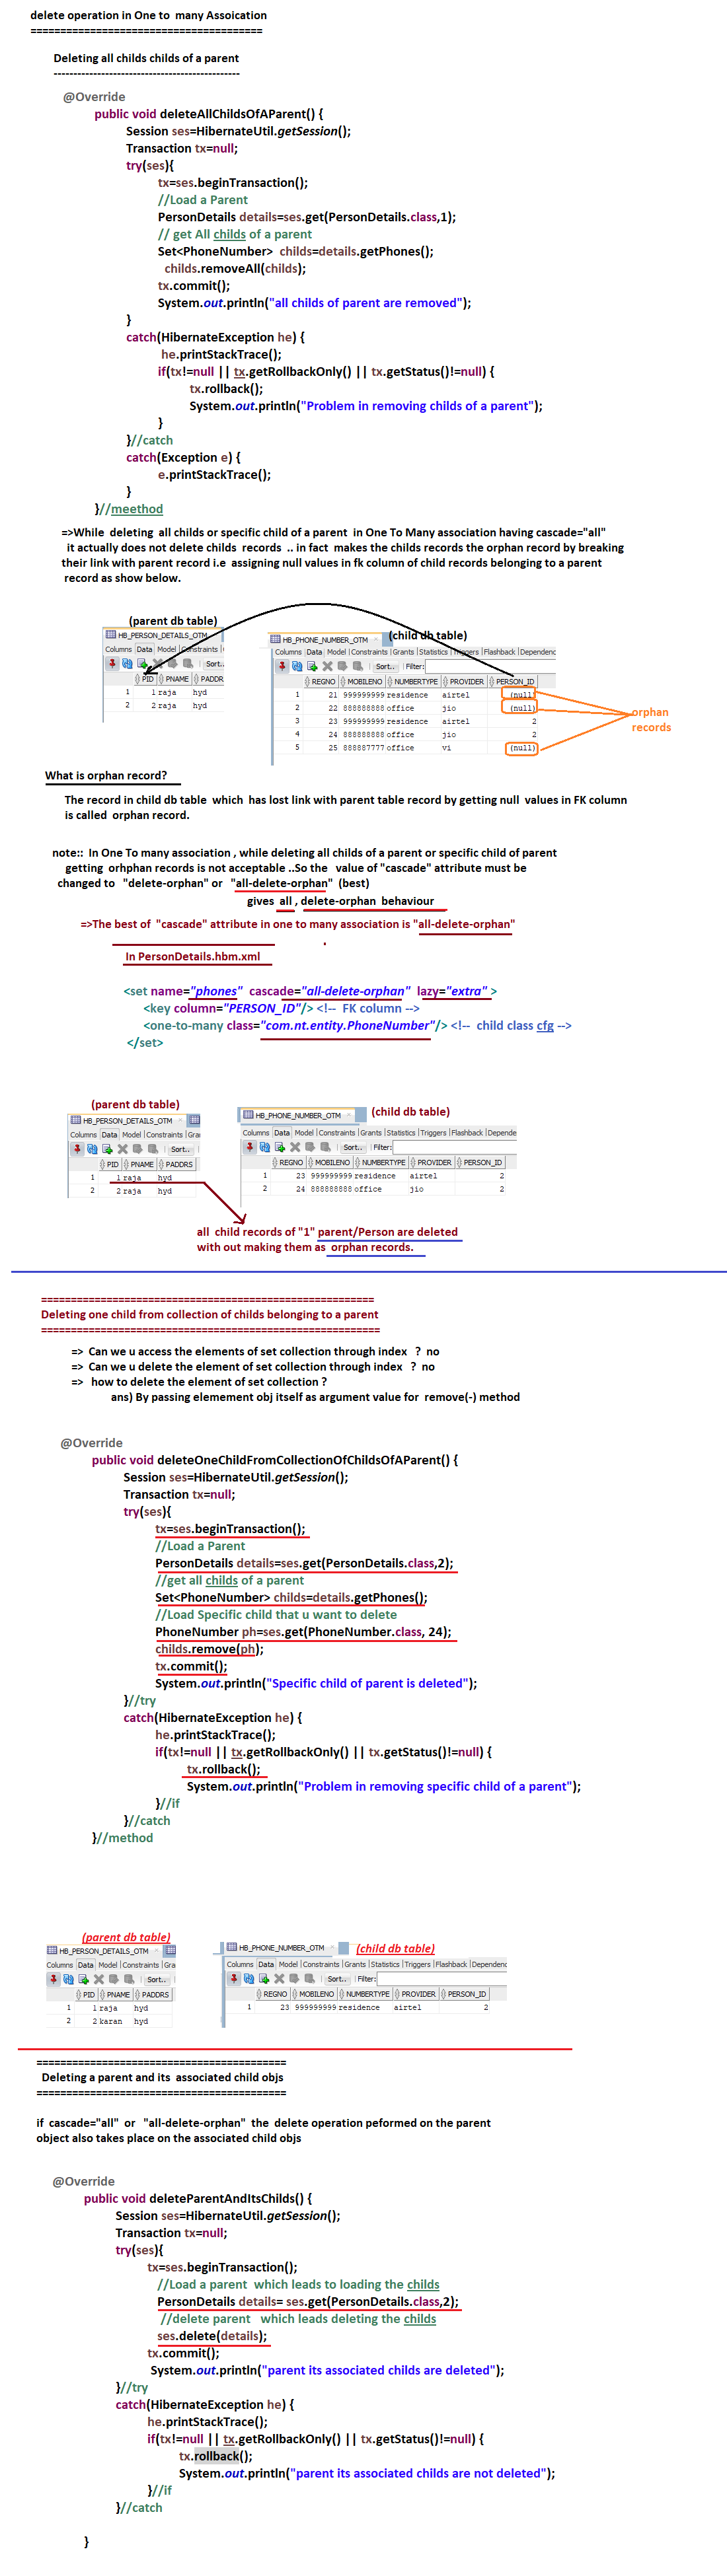 delete operation in One to  many Assoication
=======================================
Deleting all childs childs of a parent
-----------------------------------------------
@Override
public void deleteAllChildsOfAParent() {
Session ses=HibernateUtil.getSession();
Transaction tx=null;
try(ses){
tx=ses.beginTransaction();
//Load a Parent
PersonDetails details=ses.get(PersonDetails.class,1);
// get All childs of a parent
Set<PhoneNumber>  childs=details.getPhones();
childs.removeAll(childs);
tx.commit();
System.out.println("all childs of parent are removed");
}
catch(HibernateException he) {
he.printStackTrace();
if(tx!=null || tx.getRollbackOnly() || tx.getStatus()!=null) {
tx.rollback();
System.out.println("Problem in removing childs of a parent");
}
}//catch
catch(Exception e) {
e.printStackTrace();
}
}//meethod
=>While  deleting  all childs or specific child of a parent  in One To Many association having cascade="all"
it actually does not delete childs  records  .. in fact  makes the childs records the orphan record by breaking
their link with parent record i.e  assigning null values in fk column of child records belonging to a parent
record as show below.
(parent db table)
(child db table)
HB_PERSON_DETAILS_OTM
HB_PHONE_NUMBER_OTM
Columns Data Model Constraints
Columns Data Model Constraints Grants Statistics Triggers Flashback Dependenc
Sort..
Sort.. Filter:
PID PNAME PADDR
REGNO MOBILENO NUMBERTYPE PROVIDER PERSON_ID
1 1 raja hyd
2 2 raja hyd
1 21 999999999 residence airtel (null)
2 22 888888888 office jio (null)
3 23 999999999 residence airtel 2
4 24 888888888 office jio 2
5 25 888887777 office vi (null)
orphan
records
What is orphan record?
The record in child db table  which  has lost link with parent table record by getting null  values in FK column
is called  orphan record.
note::  In One To many association , while deleting all childs of a parent or specific child of parent
getting  orhphan records is not acceptable ..So the   value of "cascade" attribute must be
changed to   "delete-orphan" or  "all-delete-orphan"  (best)
gives  all , delete-orphan  behaviour
=>The best of  "cascade" attribute in one to many association is "all-delete-orphan"
In PersonDetails.hbm.xml
<set name="phones"  cascade="all-delete-orphan"  lazy="extra" >
<key column="PERSON_ID"/> <!--  FK column -->
<one-to-many class="com.nt.entity.PhoneNumber"/> <!--  child class cfg -->
</set>
(parent db table)
(child db table)
HB_PERSON_DETAILS_OTM
HB_PHONE_NUMBER_OTM
Columns Data Model Constraints Gra
Columns Data Model Constraints Grants Statistics Triggers Flashback Depende
Sort..
Sort.. Filter:
PID PNAME PADDRS
REGNO MOBILENO NUMBERTYPE PROVIDER PERSON_ID
1 1 raja hyd
2 2 raja hyd
1 23 999999999 residence airtel 2
2 24 888888888 office jio 2
all  child records of "1" parent/Person are deleted
with out making them as  orphan records.
========================================================
Deleting one child from collection of childs belonging to a parent
=========================================================
=>  Can we u access the elements of set collection through index   ?  no
=>  Can we u delete the element of set collection through index   ?  no
=>   how to delete the element of set collection ?
ans) By passing elemement obj itself as argument value for  remove(-) method
@Override
public void deleteOneChildFromCollectionOfChildsOfAParent() {
Session ses=HibernateUtil.getSession();
Transaction tx=null;
try(ses){
tx=ses.beginTransaction();
//Load a Parent
PersonDetails details=ses.get(PersonDetails.class,2);
//get all childs of a parent
Set<PhoneNumber> childs=details.getPhones();
//Load Specific child that u want to delete
PhoneNumber ph=ses.get(PhoneNumber.class, 24);
childs.remove(ph);
tx.commit();
System.out.println("Specific child of parent is deleted");
}//try
catch(HibernateException he) {
he.printStackTrace();
if(tx!=null || tx.getRollbackOnly() || tx.getStatus()!=null) {
tx.rollback();
System.out.println("Problem in removing specific child of a parent");
}//if
}//catch
}//method
(parent db table)
(child db table)
HB_PERSON_DETAILS_OTM
HB_PHONE_NUMBER_OTM
Columns Data Model Constraints Gra
Columns Data Model Constraints Grants Statistics Triggers Flashback Dependenc
Sort..
Sort.. Filter:
PID PNAME PADDRS
REGNO MOBILENO NUMBERTYPE PROVIDER PERSON_ID
1 1 raja hyd
2 2 karan hyd
1 23 999999999 residence airtel 2
==========================================
Deleting a parent and its  associated child objs
==========================================
if  cascade="all"  or   "all-delete-orphan"  the  delete operation peformed on the parent
object also takes place on the associated child objs
@Override
public void deleteParentAndItsChilds() {
Session ses=HibernateUtil.getSession();
Transaction tx=null;
try(ses){
tx=ses.beginTransaction();
//Load a parent  which leads to loading the childs
PersonDetails details= ses.get(PersonDetails.class,2);
//delete parent   which leads deleting the childs
ses.delete(details);
tx.commit();
System.out.println("parent its associated childs are deleted");
}//try
catch(HibernateException he) {
he.printStackTrace();
if(tx!=null || tx.getRollbackOnly() || tx.getStatus()!=null) {
tx.rollback();
System.out.println("parent its associated childs are not deleted");
}//if
}//catch
}